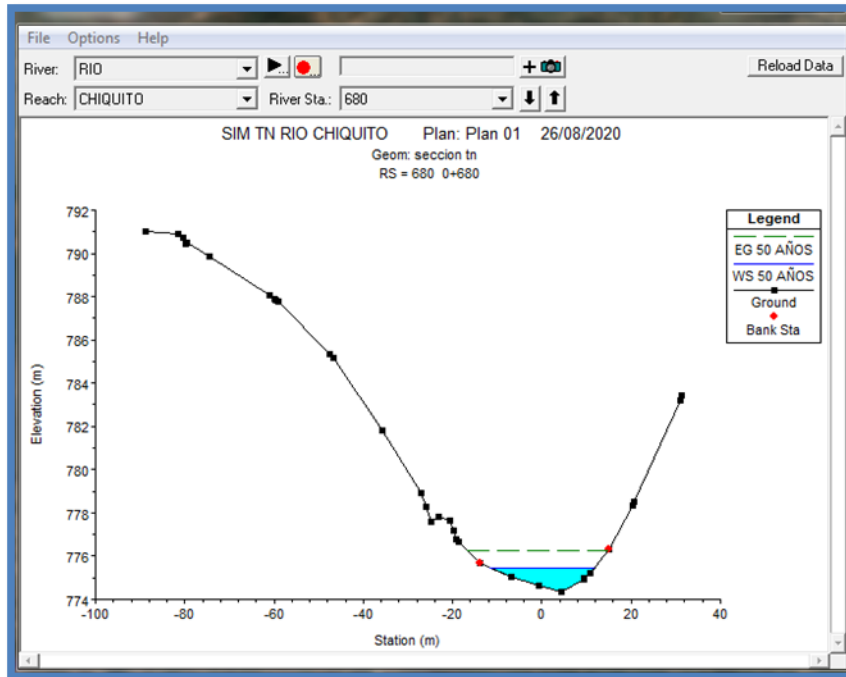 File Options Help
River: RIO Reload Data
Reach: CHIQUITO River Sta.: 680
SIM TN RIO CHIQUITO Plan: Plan 01 26/08/2020
Geom: seccion tn
RS = 680 0+680
Legend
EG 50 AÑOS
WS 50 AÑOS
Ground
Bank Sta
792
790
788
786
784
782
780
778
776
774
Elevation (m)
-100 -80 -60 -40 -20 0 20 40
Station (m)